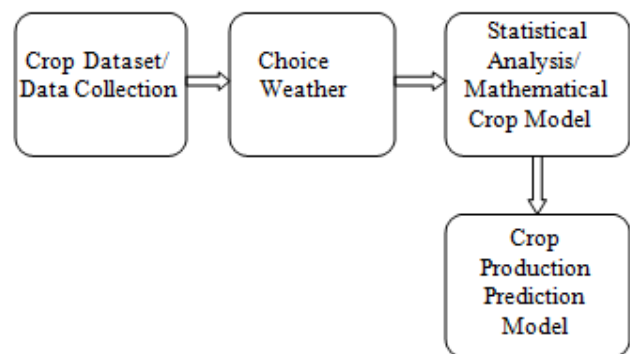 Crop Dataset/
Data Collection
Choice
Weather
Statistical
Analysis/
Mathematical
Crop Model
Crop
Production
Prediction
Model